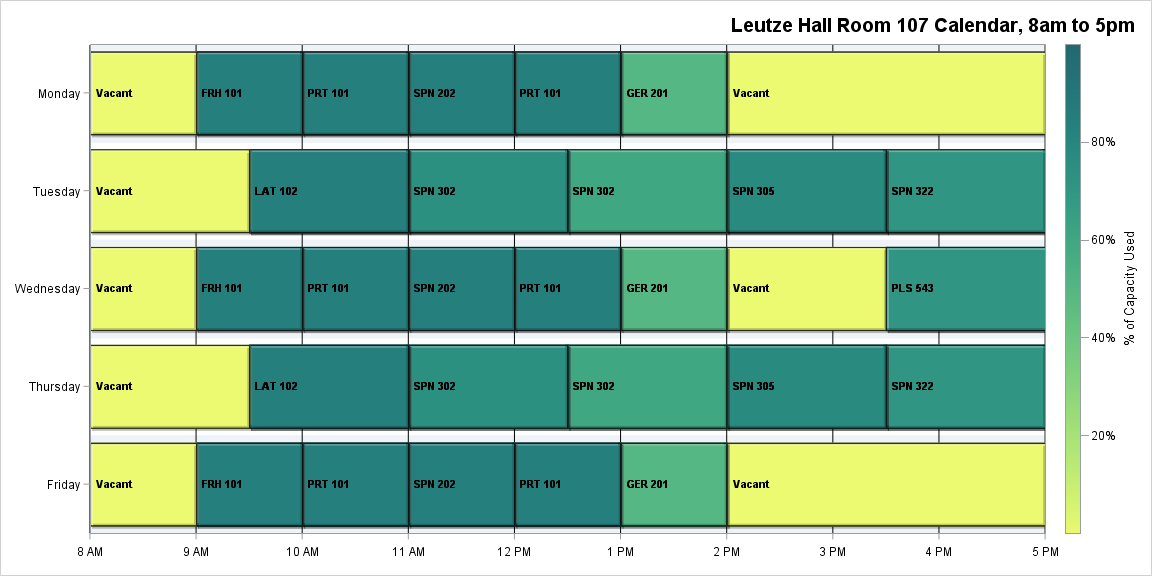 Leutze Hall Room 107 Calendar, 8am to 5pm
Monday
Vacant
FRH 101
PRT 101
SPN 202
PRT 101
GER 201
Vacant
Tuesday
Vacant
LAT 102
SPN 302
SPN 302
SPN 305
SPN 322
Wednesday
Vacant
FRH 101
PRT 101
SPN 202
PRT 101
GER 201
Vacant
PLS 543
Thursday
Vacant
LAT 102
SPN 302
SPN 302
SPN 305
SPN 322
Friday
Vacant
FRH 101
PRT 101
SPN 202
PRT 101
GER 201
Vacant
8 AM
9 AM
10 AM
11 AM
12 PM
1 PM
2 PM
3 PM
4 PM
5 PM
80%
60%
40%
20%
% of Capacity Used